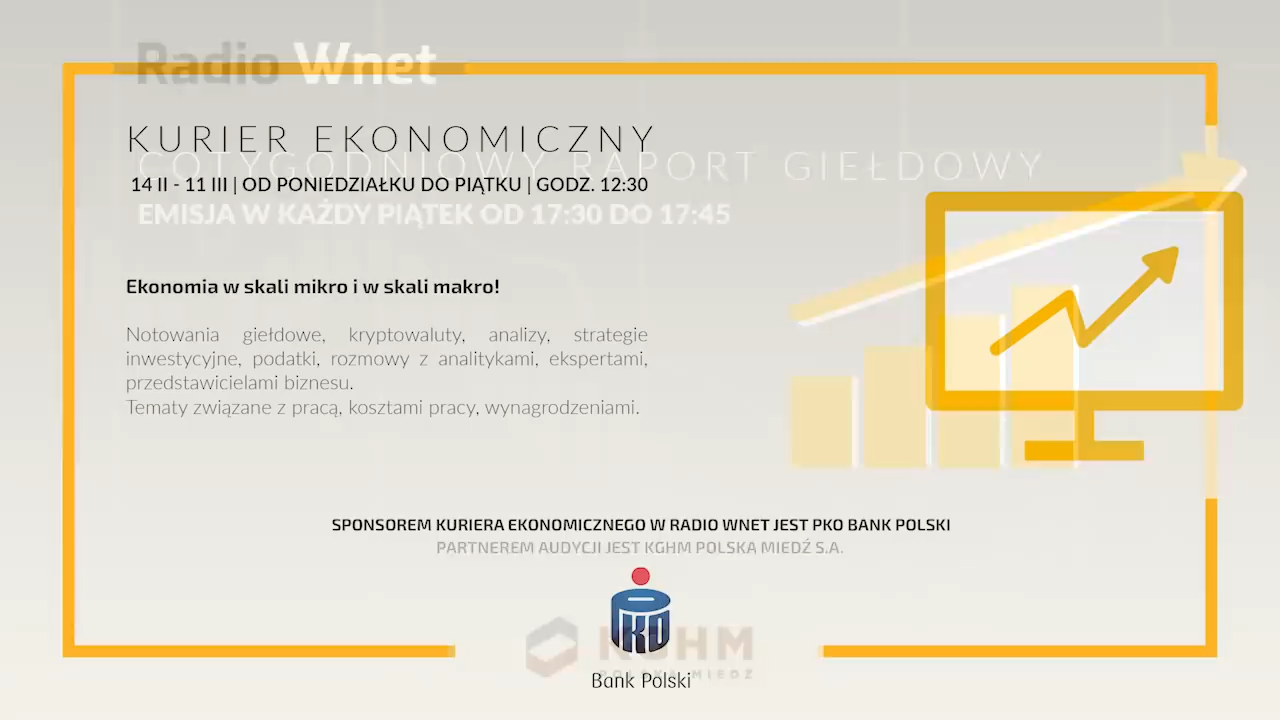 Radio Wnet
KURIER EKONOMICZNY
COTYGODNIOWY RAPORT GIEŁDOWY
14 II - 11 III | OD PONIEDZIAŁKU DO PIĄTKU | GODZ. 12:30
EMISJA W KAŻDY PIĄTEK OD 17:30 DO 17:45
Ekonomia w skali mikro i w skali makro!
Notowania giełdowe, kryptowaluty, analizy, strategie
inwestycyjne, podatki, rozmowy z analitykami, ekspertami,
przedstawicielami biznesu.
Tematy związane z pracą, kosztami pracy, wynagrodzeniami.
SPONSOREM KURIERA EKONOMICZNEGO W RADIO WNET JEST PKO BANK POLSKI
PARTNEREM AUDYCJI JEST KGHM POLSKA MIEDŹ S.A.
PKO
KGHM
POLSKA MIEDŹ
Bank Polski